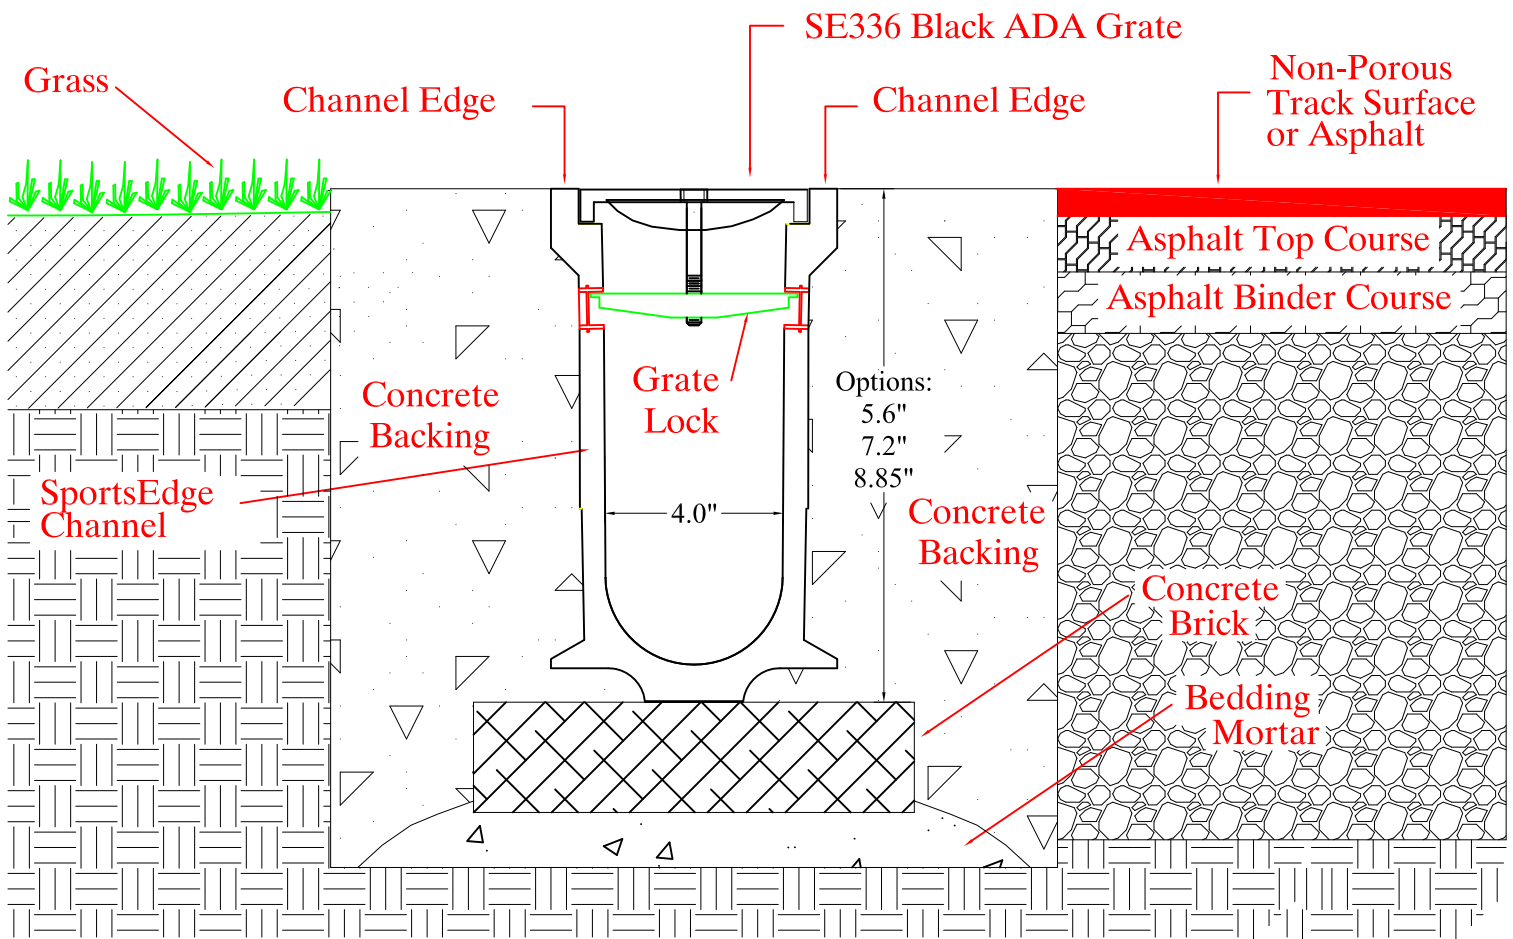 SE336 Black ADA Grate
Grass
Channel Edge
Channel Edge
Non-Porous
Track Surface
or Asphalt
Asphalt Top Course
Asphalt Binder Course
Grate
Lock
Options:
5.6"
7.2"
8.85"
Concrete
Backing
SportsEdge
Channel
4.0"
Concrete
Backing
Concrete
Brick
Bedding
Mortar